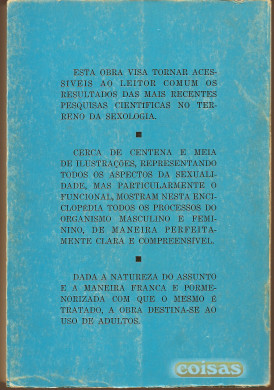 ESTA OBRA VISA TORNAR ACES-
SÍVEIS AO LEITOR COMUM OS
RESULTADOS DAS MAIS RECENTES
PESQUISAS CIENTIFICAS NO TER-
RENO DA SEXOLOGIA.
CERCA DE CENTENA E MEIA
DE ILUSTRAÇÕES, REPRESENTANDO
TODOS OS ASPECTOS DA SEXUALI-
DADE, MAS PARTICULARMENTE O
FUNCIONAL, MOSTRAM NESTA ENCI-
CLOPÉDIA TODOS OS PROCESSOS DO
ORGANISMO MASCULINO E FEMI-
NINO, DE MANEIRA PERFEITA-
MENTE CLARA E COMPREENSÍVEL.
DADA A NATUREZA DO ASSUNTO
E A MANEIRA FRANCA E PORME-
NORIZADA COM QUE O MESMO É
TRATADO, A OBRA DESTINA-SE AO
USO DE ADULTOS.
coisas